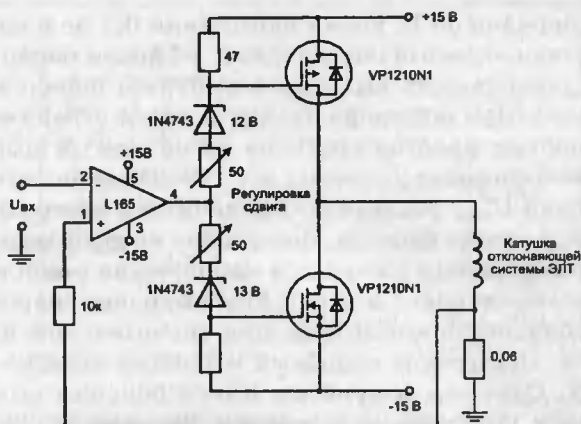 +15 В
47
VP1210N1
1N4743
12 В
+15В
5
50
2
L165
4
Регулировка
сдвига
Uвх
1
+
3
-15В
50
Катушка
отклоняющей
системы ЭЛТ
VP1210N1
1N4743
13 В
10к
0,06
-15 В